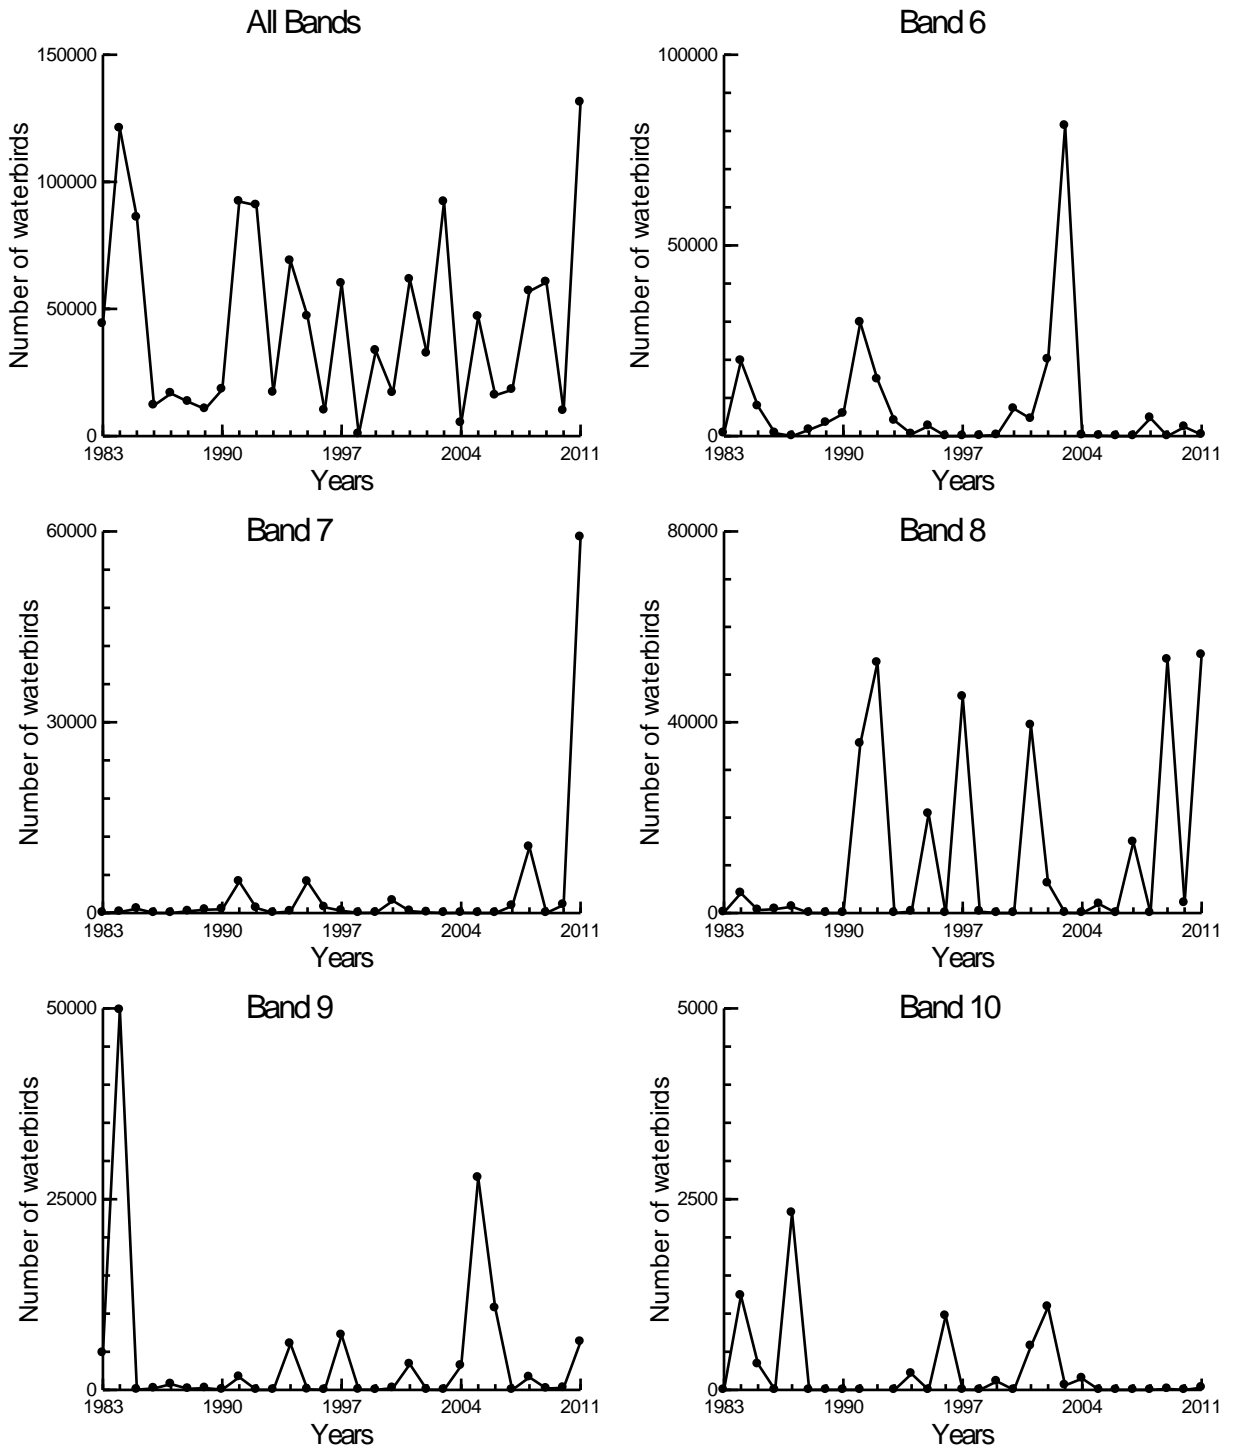 All Bands
150000
100000
50000
0
Number of waterbirds
1983 1990 1997 2004 2011
Years
Band 6
100000
50000
0
Number of waterbirds
1983 1990 1997 2004 2011
Years
Band 7
60000
30000
0
Number of waterbirds
1983 1990 1997 2004 2011
Years
Band 8
80000
40000
0
Number of waterbirds
1983 1990 1997 2004 2011
Years
Band 9
50000
25000
0
Number of waterbirds
1983 1990 1997 2004 2011
Years
Band 10
5000
2500
0
Number of waterbirds
1983 1990 1997 2004 2011
Years